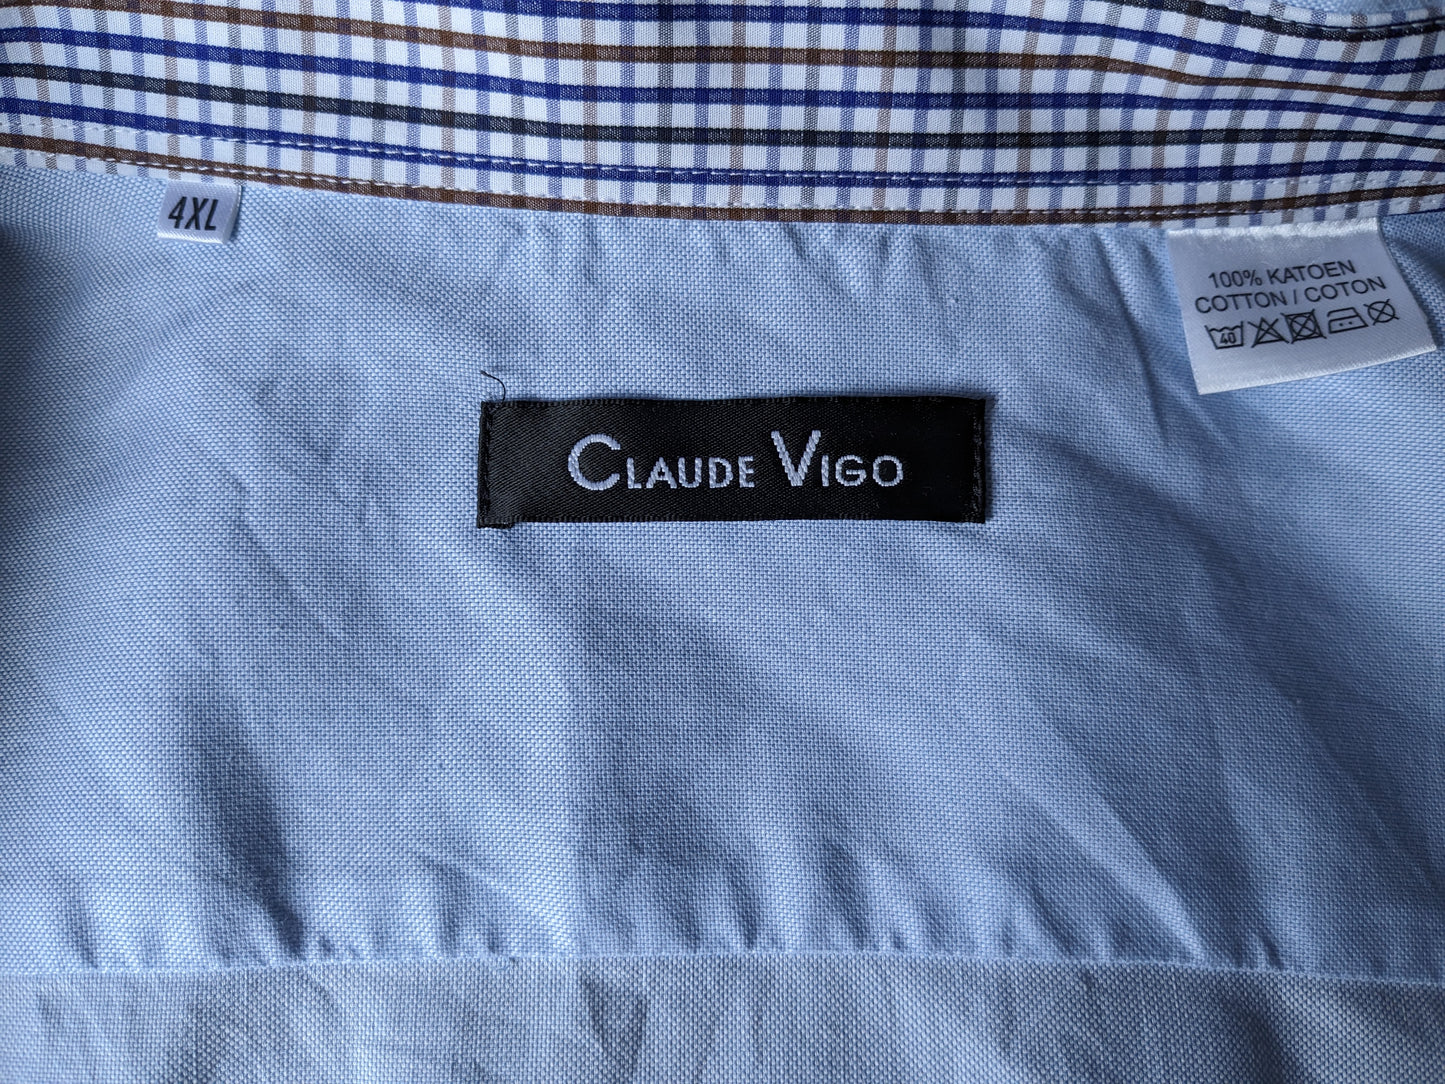 4XL
100% KATOEN
COTTON / COTON
40
CLAUDE VIGO